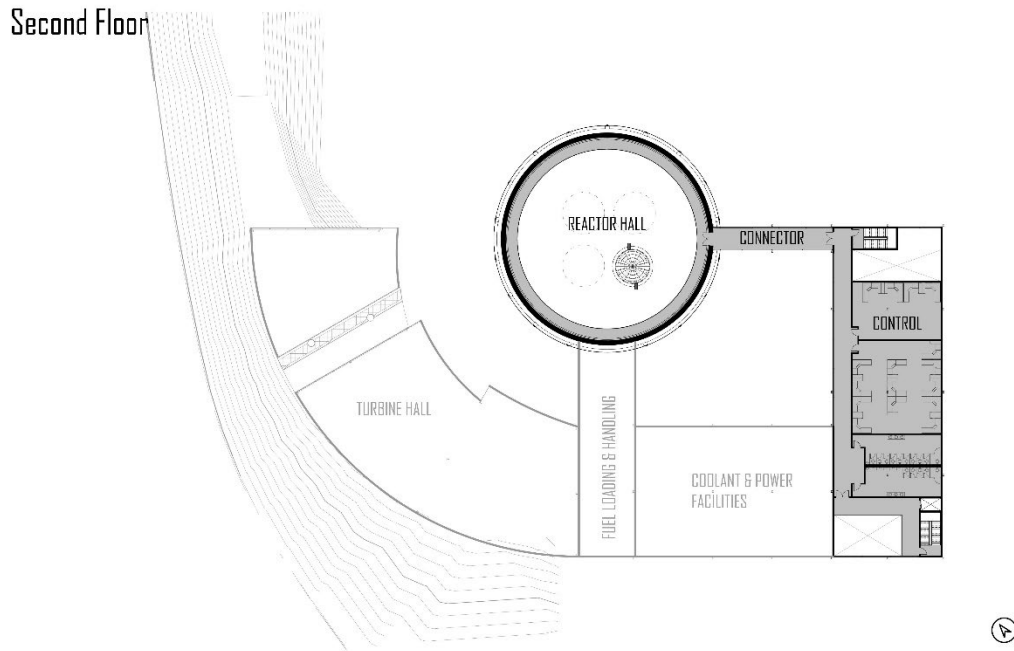 Second Floor
REACTOR HALL
CONNECTOR
CONTROL
TURBINE HALL
FUEL LOADING & HANDLING
COOLANT & POWER
FACILITIES